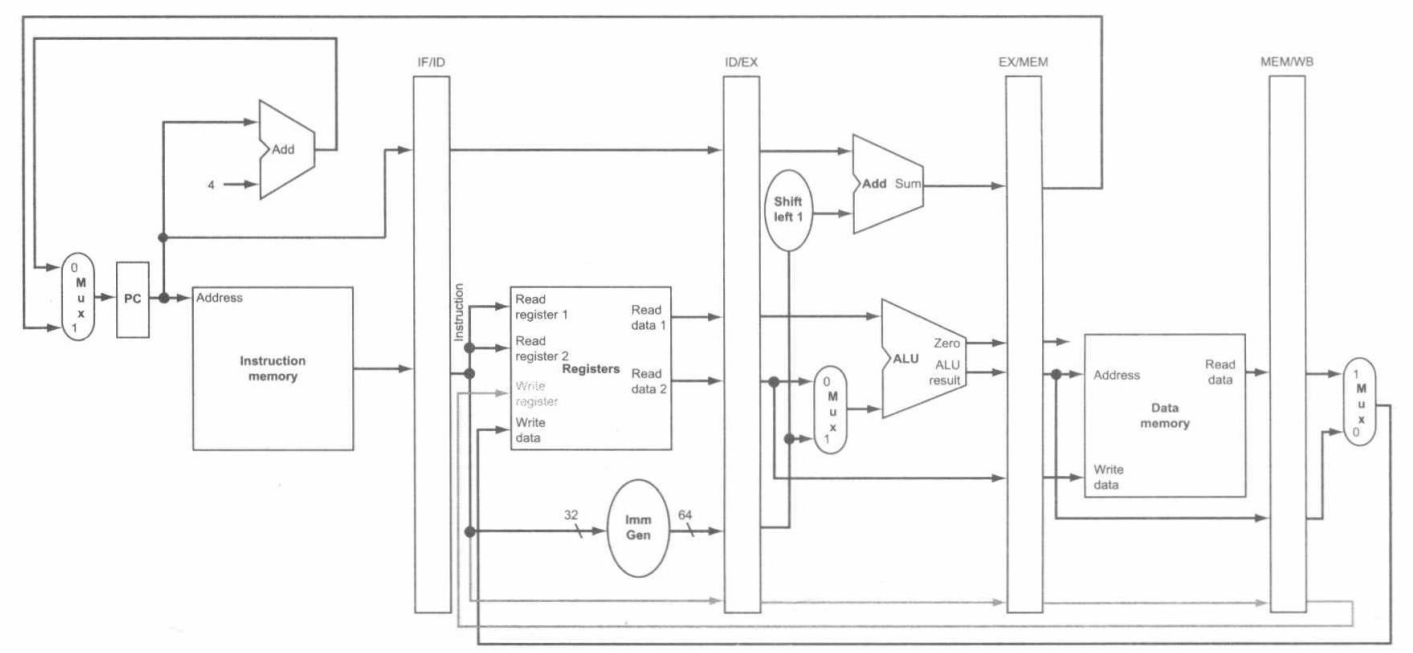 IF/ID
ID/EX
EX/MEM
MEM/WB
Add
4
Add Sum
Shift
left 1
0
M
u
x
1
PC
Address
Instruction
memory
Instruction
Read
register 1
Read
register 2
Write
register
Write
data
Registers
Read
data 1
Read
data 2
0
M
u
x
1
ALU
Zero
ALU
result
Address
Read
data
Data
memory
Write
data
1
M
u
x
0
32
Imm
Gen
64